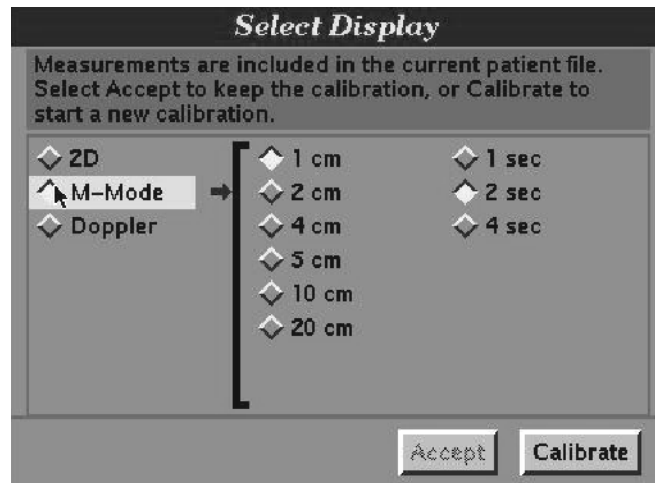 Select Display
Measurements are included in the current patient file.
Select Accept to keep the calibration, or Calibrate to
start a new calibration.
2D
M-Mode
Doppler
1 cm
2 cm
4 cm
5 cm
10 cm
20 cm
1 sec
2 sec
4 sec
Accept
Calibrate